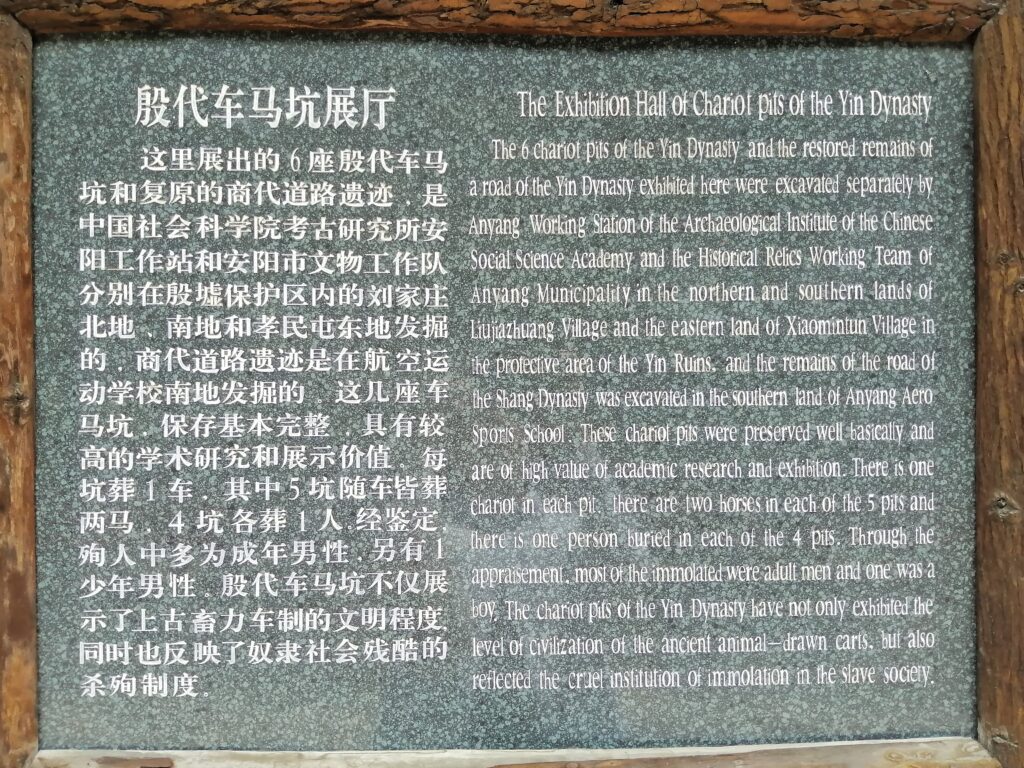 殷代车马坑展厅
这里展出的6座殷代车马
坑和复原的商代道路遗迹，是
中国社会科学院考古研究所安
阳工作站和安阳市文物工作队
分别在殷墟保护区内的刘家庄
北地、南地和孝民屯东地发掘
的，商代道路遗迹是在航空运
动学校南地发掘的，这几座车
马坑，保存基本完整，具有较
高的学术研究和展示价值。每
坑葬1车，其中5坑随车皆葬
两马，4坑各葬1人，经鉴定，
殉人中多为成年男性，另有1
少年男性。殷代车马坑不仅展
示了上古畜力车制的文明程度
同时也反映了奴隶社会残酷的
杀殉制度。
The Exhibition Hall of Chariot pits of the Yin Dynasty
The 6 chariot pits of the Yin Dynasty and the restored remains of
a road of the Yin Dynasty exhibited here were excavated separately by
Anyang Working Station of the Archaeological Institute of the Chinese
Social Science Academy and the Historical Relics Working Team of
Anyang Municipality in the northern and southern lands of
Liujiazhuang Village and the eastern land of Xiaomintun Village in
the protective area of the Yin Ruins, and the remains of the road of
the Shang Dynasty was excavated in the southern land of Anyang Aero
Sports School. These chariot pits were preserved well basically and
are of high value of academic research and exhibition. There is one
chariot in each pit, there are two horses in each of the 5 pits and
there is one person buried in each of the 4 pits. Through the
appraisement, most of the immolated were adult men and one was a
boy. The chariot pits of the Yin Dynasty have not only exhibited the
level of civilization of the ancient animal-drawn carts, but also
reflected the cruel institution of immolation in the slave society.